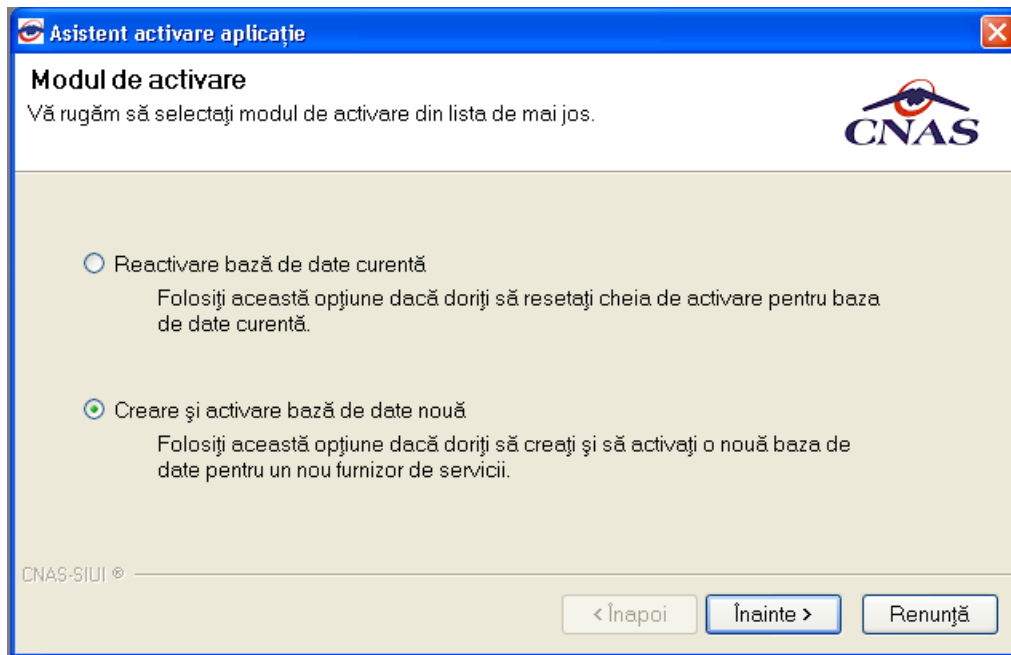 Asistent activare aplicaţie
Modul de activare
Vă rugăm să selectaţi modul de activare din lista de mai jos.
CNAS
Reactivare bază de date curentă
Folosiţi această opţiune dacă doriţi să resetaţi cheia de activare pentru baza
de date curentă.
Creare şi activare bază de date nouă
Folosiţi această opţiune dacă doriţi să creaţi şi să activaţi o nouă baza de
date pentru un nou furnizor de servicii.
CNAS-SIUI ®
< Înapoi
Înainte >
Renunţă